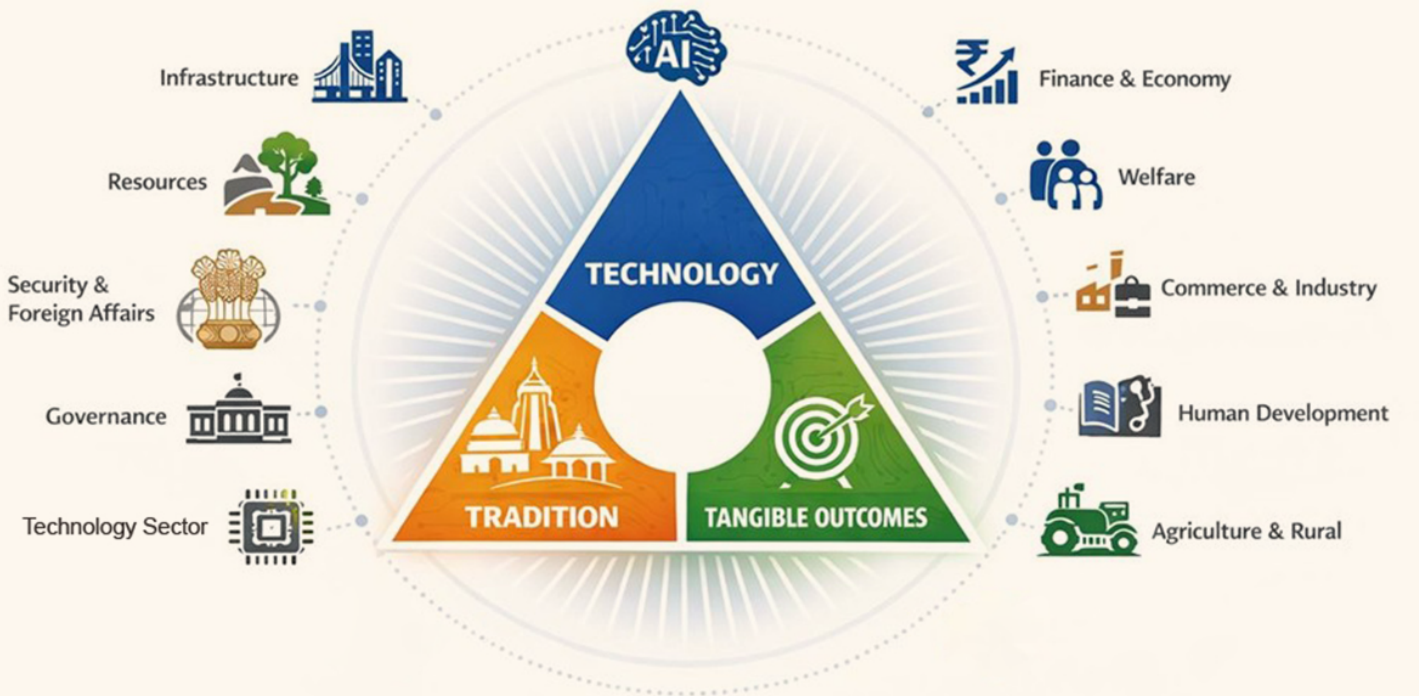 AI
Infrastructure
Finance & Economy
Resources
Welfare
Security &
Foreign Affairs
TECHNOLOGY
Commerce & Industry
Governance
Human Development
TRADITION
TANGIBLE OUTCOMES
Technology Sector
Agriculture & Rural